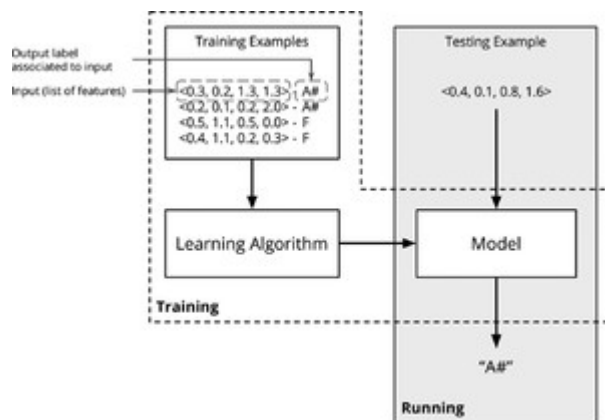 Training Examples
Output label
associated to input
Input (list of features)
<0.3, 0.2, 1.3, 1.3> - A#
<0.2, 0.1, 0.2, 2.0> - A#
<0.5, 1.1, 0.5, 0.0> - F
<0.4, 1.1, 0.2, 0.3> - F
Learning Algorithm
Training
Testing Example
<0.4, 0.1, 0.8, 1.6>
Model
“A#”
Running